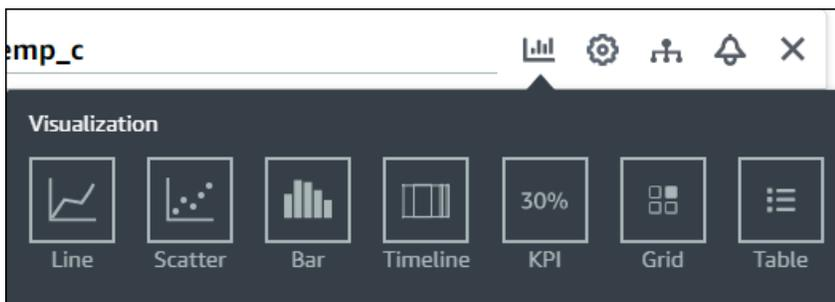 emp_c
Visualization
30%
Line Scatter Bar Timeline KPI Grid Table